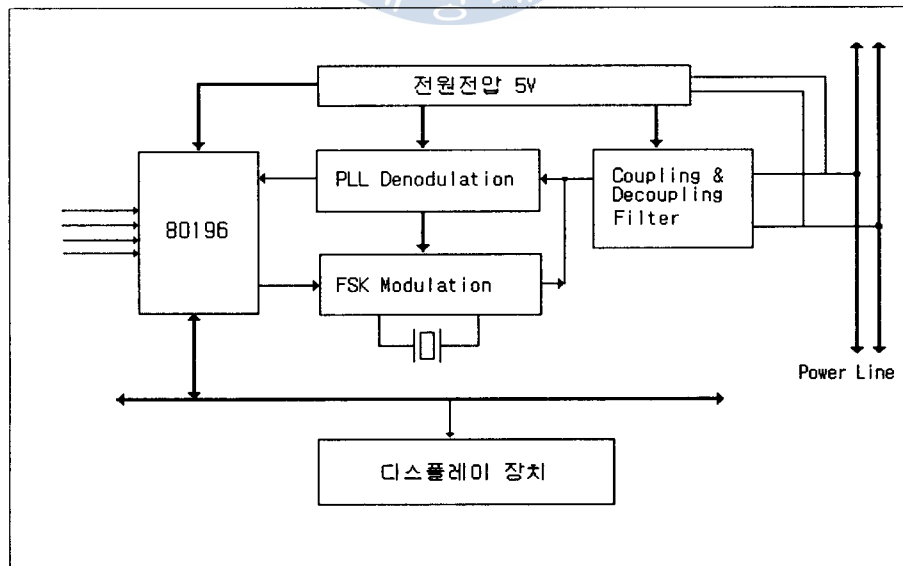 전원전압 5V
PLL Denodulation
Coupling &
Decoupling
Filter
80196
FSK Modulation
Power Line
디스플레이 장치